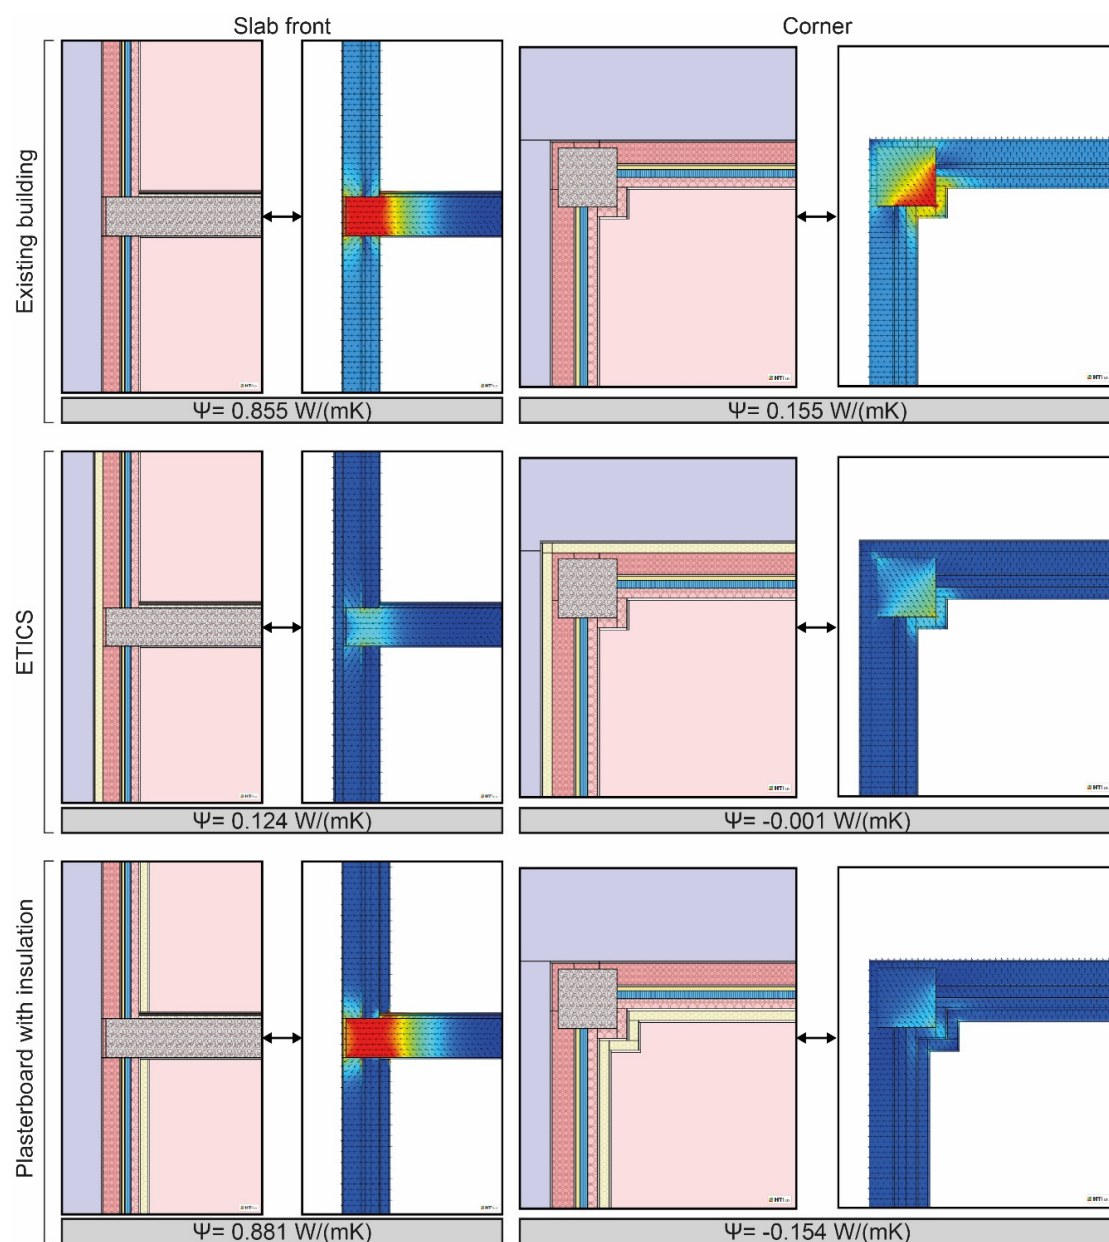 Slab front
Corner
Existing building
Ψ= 0.855 W/(mK)
Ψ= 0.155 W/(mK)
ETICS
Ψ= 0.124 W/(mK)
Ψ= -0.001 W/(mK)
Plasterboard with insulation
Ψ= 0.881 W/(mK)
Ψ= -0.154 W/(mK)